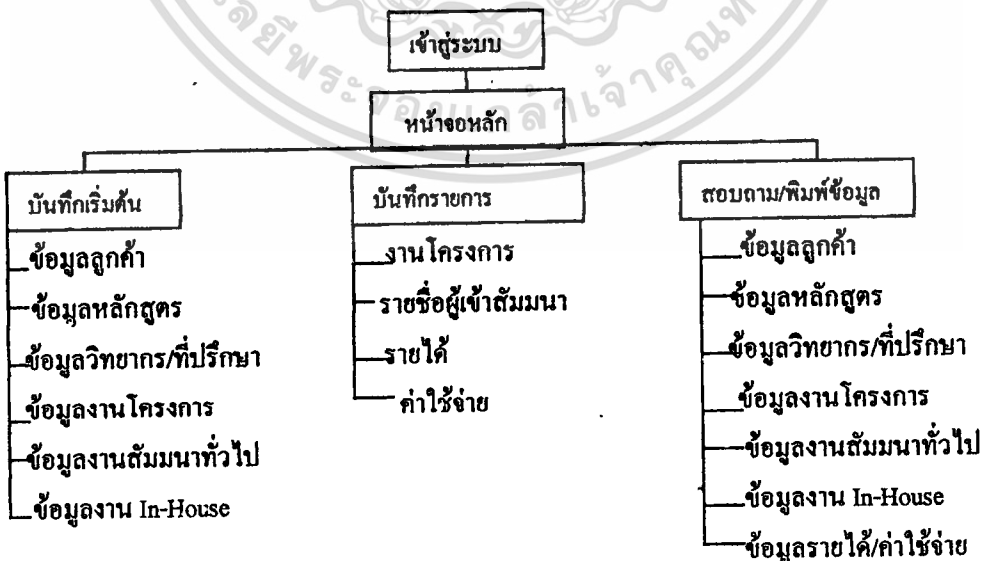 เข้าสู่ระบบ
หน้าจอหลัก
บันทึกเริ่มต้น
ข้อมูลลูกค้า
ข้อมูลหลักสูตร
ข้อมูลวิทยากร/ที่ปรึกษา
ข้อมูลงานโครงการ
ข้อมูลงานสัมมนาทั่วไป
ข้อมูลงาน In-House
บันทึกรายการ
งานโครงการ
รายชื่อผู้เข้าสัมมนา
รายได้
ค่าใช้จ่าย
สอบถาม/พิมพ์ข้อมูล
ข้อมูลลูกค้า
ข้อมูลหลักสูตร
ข้อมูลวิทยากร/ที่ปรึกษา
ข้อมูลงานโครงการ
ข้อมูลงานสัมมนาทั่วไป
ข้อมูลงาน In-House
ข้อมูลรายได้/ค่าใช้จ่าย